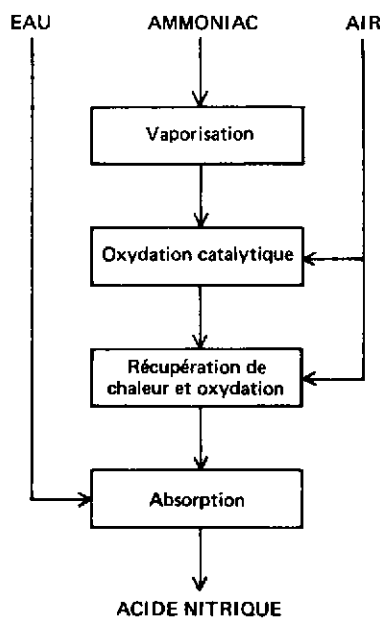 EAU AMMONIAC AIR
Vaporisation
Oxydation catalytique
Récupération de
chaleur et oxydation
Absorption
ACIDE NITRIQUE